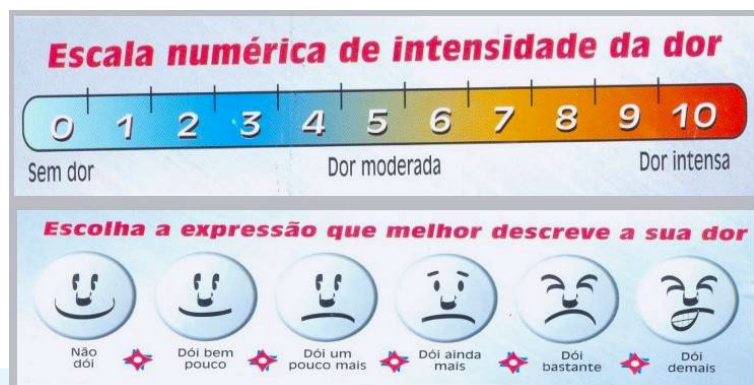 Escala numérica de intensidade da dor
0 1 2 3 4 5 6 7 8 9 10
Sem dor Dor moderada Dor intensa
Escolha a expressão que melhor descreve a sua dor
Não dói
Dói bem pouco
Dói um pouco mais
Dói ainda mais
Dói bastante
Dói demais